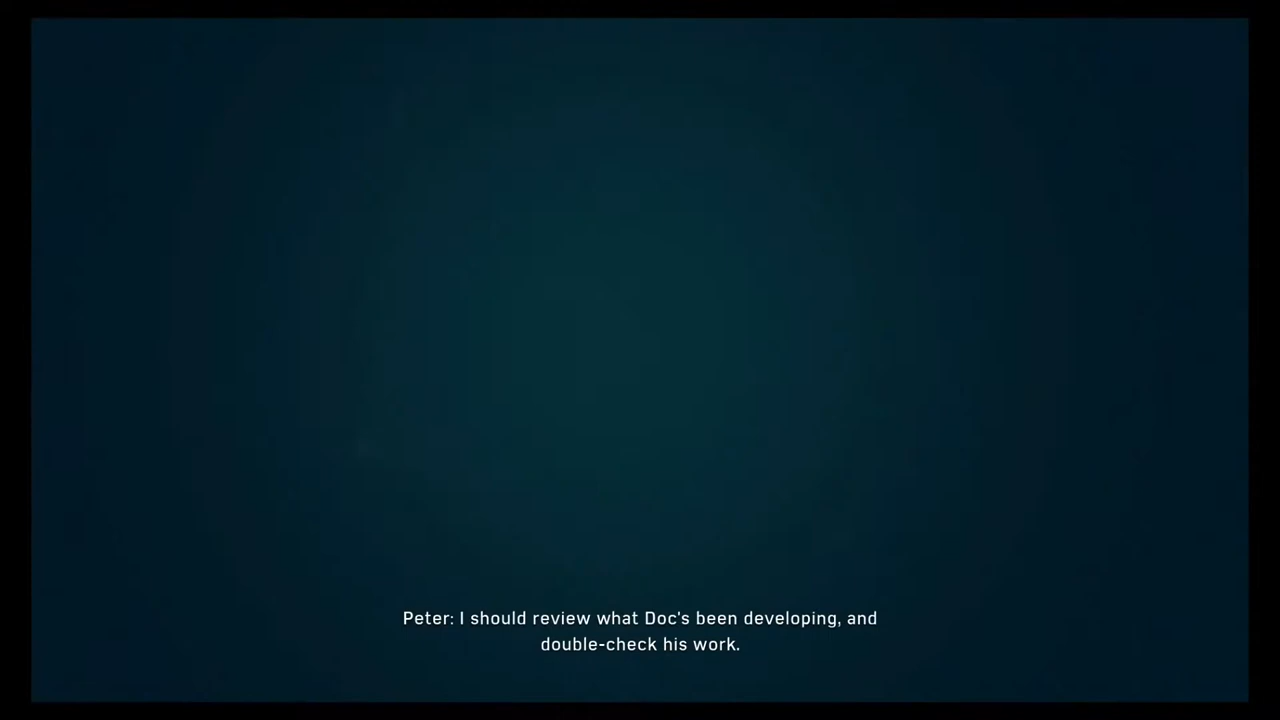 Peter: I should review what Doc's been developing, and
double-check his work.